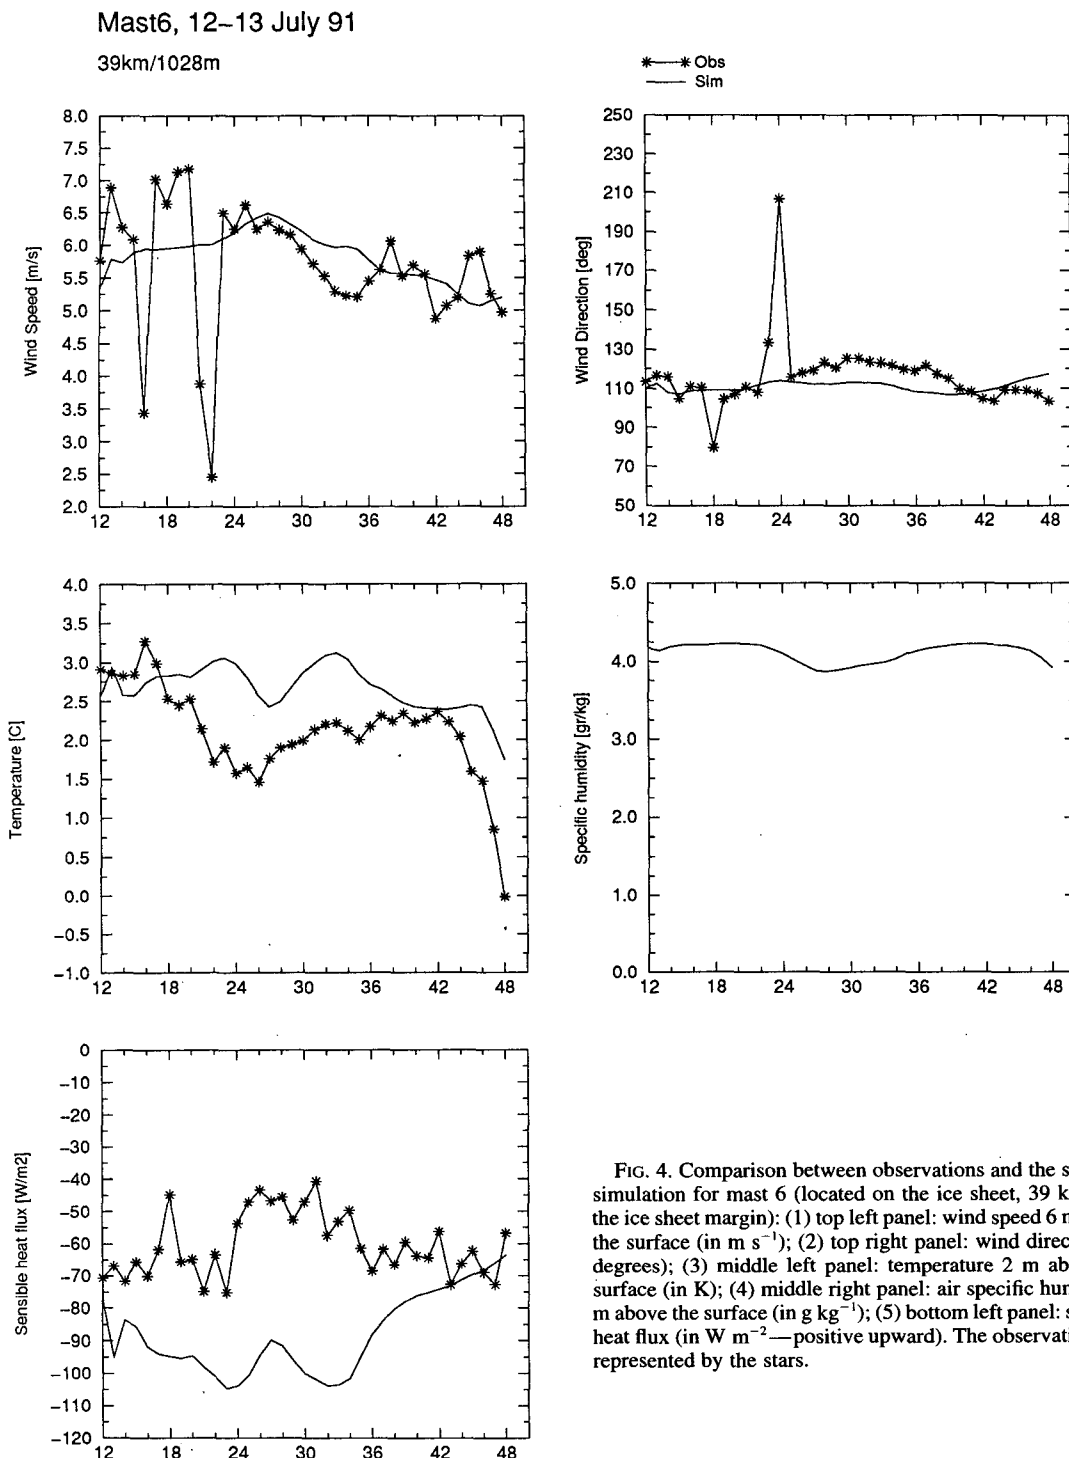 Mast6, 12–13 July 91
39km/1028m
Obs
Sim
8.0
7.5
7.0
6.5
6.0
5.5
5.0
4.5
4.0
3.5
3.0
2.5
2.0
Wind Speed [m/s]
12 18 24 30 36 42 48
250
230
210
190
170
150
130
110
90
70
50
Wind Direction [deg]
12 18 24 30 36 42 48
4.0
3.5
3.0
2.5
2.0
1.5
1.0
0.5
0.0
−0.5
−1.0
Temperature [C]
12 18 24 30 36 42 48
5.0
4.0
3.0
2.0
1.0
0.0
Specific humidity [gr/kg]
12 18 24 30 36 42 48
0
−10
−20
−30
−40
−50
−60
−70
−80
−90
−100
−110
−120
Sensible heat flux [W/m2]
12 18 24 30 36 42 48
FIG. 4. Comparison between observations and the
simulation for mast 6 (located on the ice sheet, 39
the ice sheet margin): (1) top left panel: wind speed 6
the surface (in m s⁻¹); (2) top right panel: wind
degrees); (3) middle left panel: temperature 2 m
surface (in K); (4) middle right panel: air specific
m above the surface (in g kg⁻¹); (5) bottom left panel:
heat flux (in W m⁻²—positive upward). The
represented by the stars.